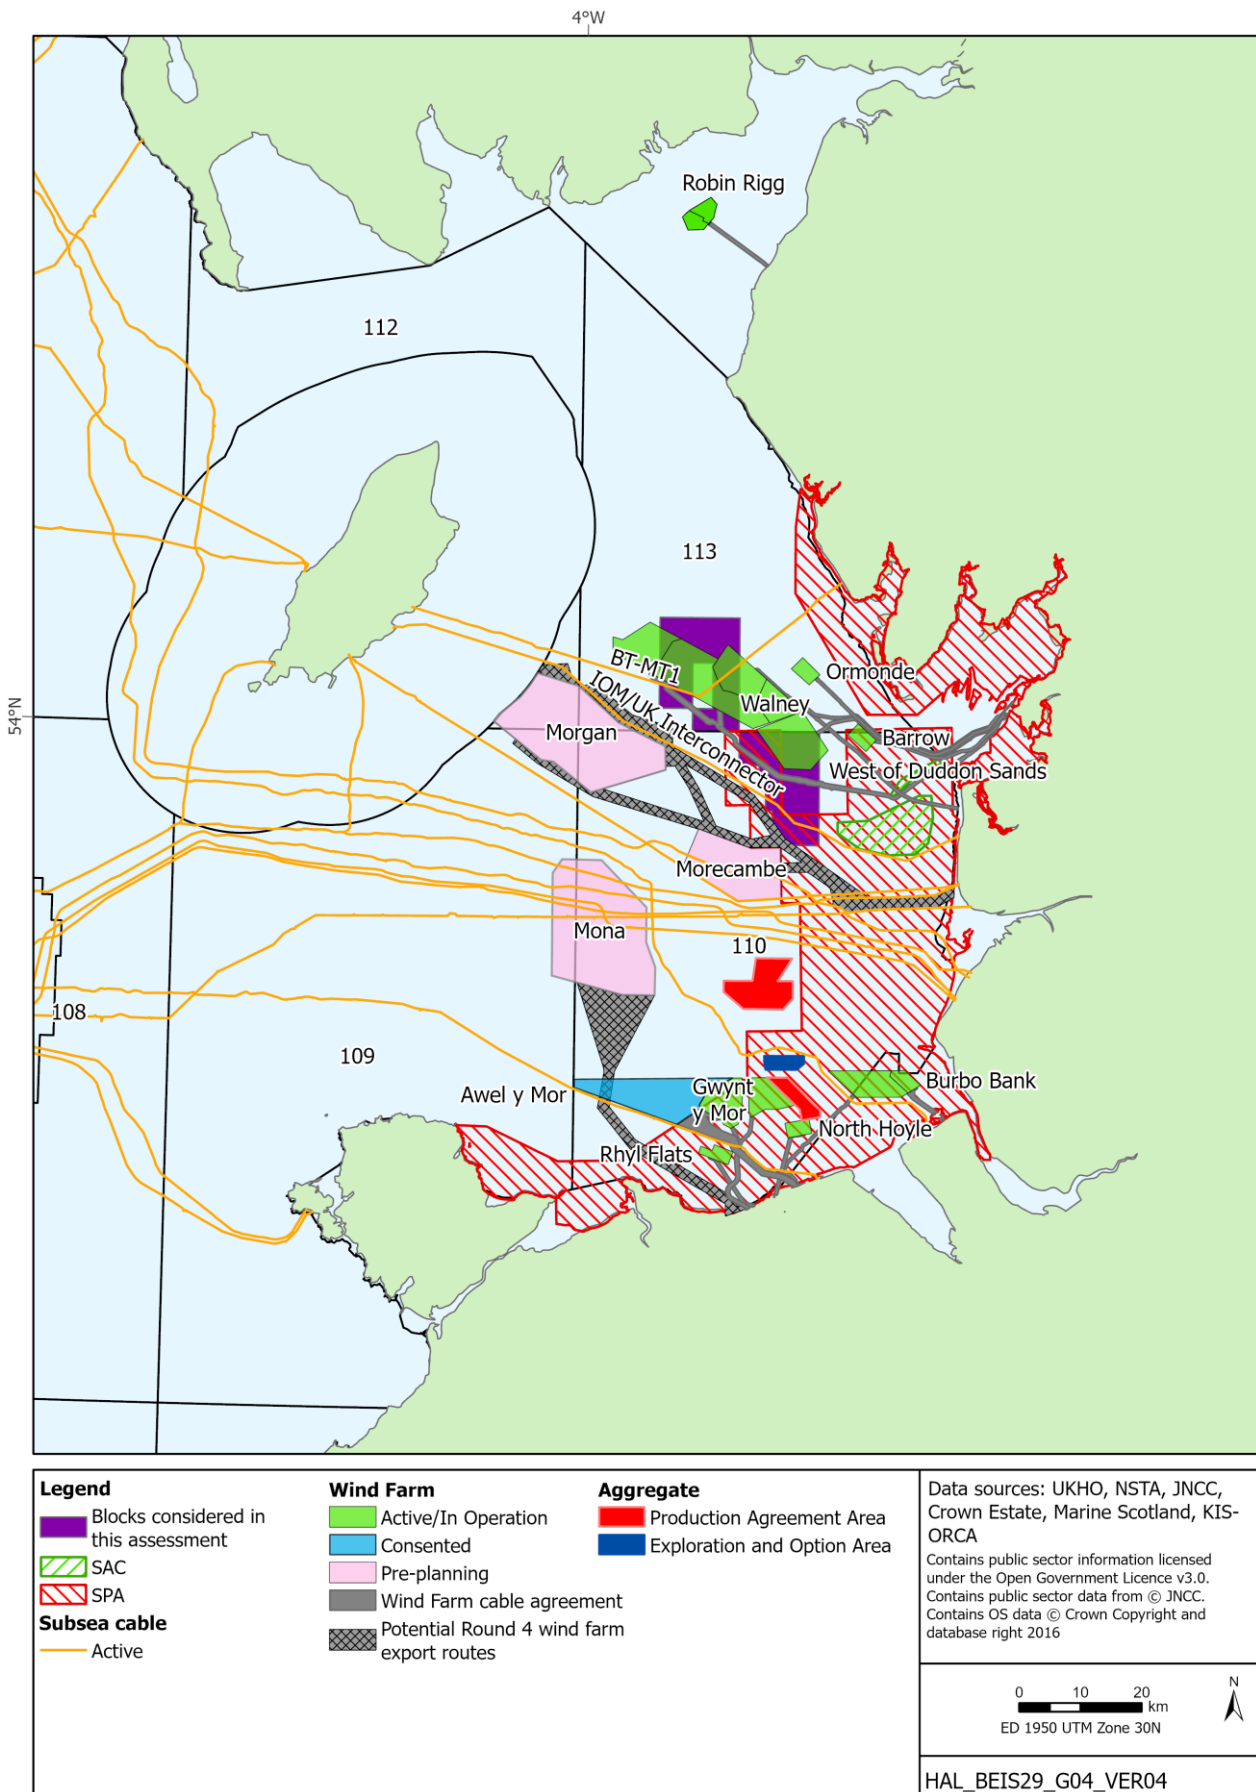 4°W
Robin Rigg
112
113
BT-MT1
Ormonde
IOM/UK Interconnector
Walney
54°N
Morgan
Barrow
West of Duddon Sands
Morecambe
Mona
110
108
109
Awel y Mor
Gwynt
y Mor
Burbo Bank
North Hoyle
Rhyl Flats
Legend
Blocks considered in
this assessment
SAC
SPA
Subsea cable
Active
Wind Farm
Active/In Operation
Consented
Pre-planning
Wind Farm cable agreement
Potential Round 4 wind farm
export routes
Aggregate
Production Agreement Area
Exploration and Option Area
Data sources: UKHO, NSTA, JNCC,
Crown Estate, Marine Scotland, KIS-
ORCA
Contains public sector information licensed
under the Open Government Licence v3.0.
Contains public sector data from © JNCC.
Contains OS data © Crown Copyright and
database right 2016
0 10 20
km
N
ED 1950 UTM Zone 30N
HAL_BEIS29_G04_VER04